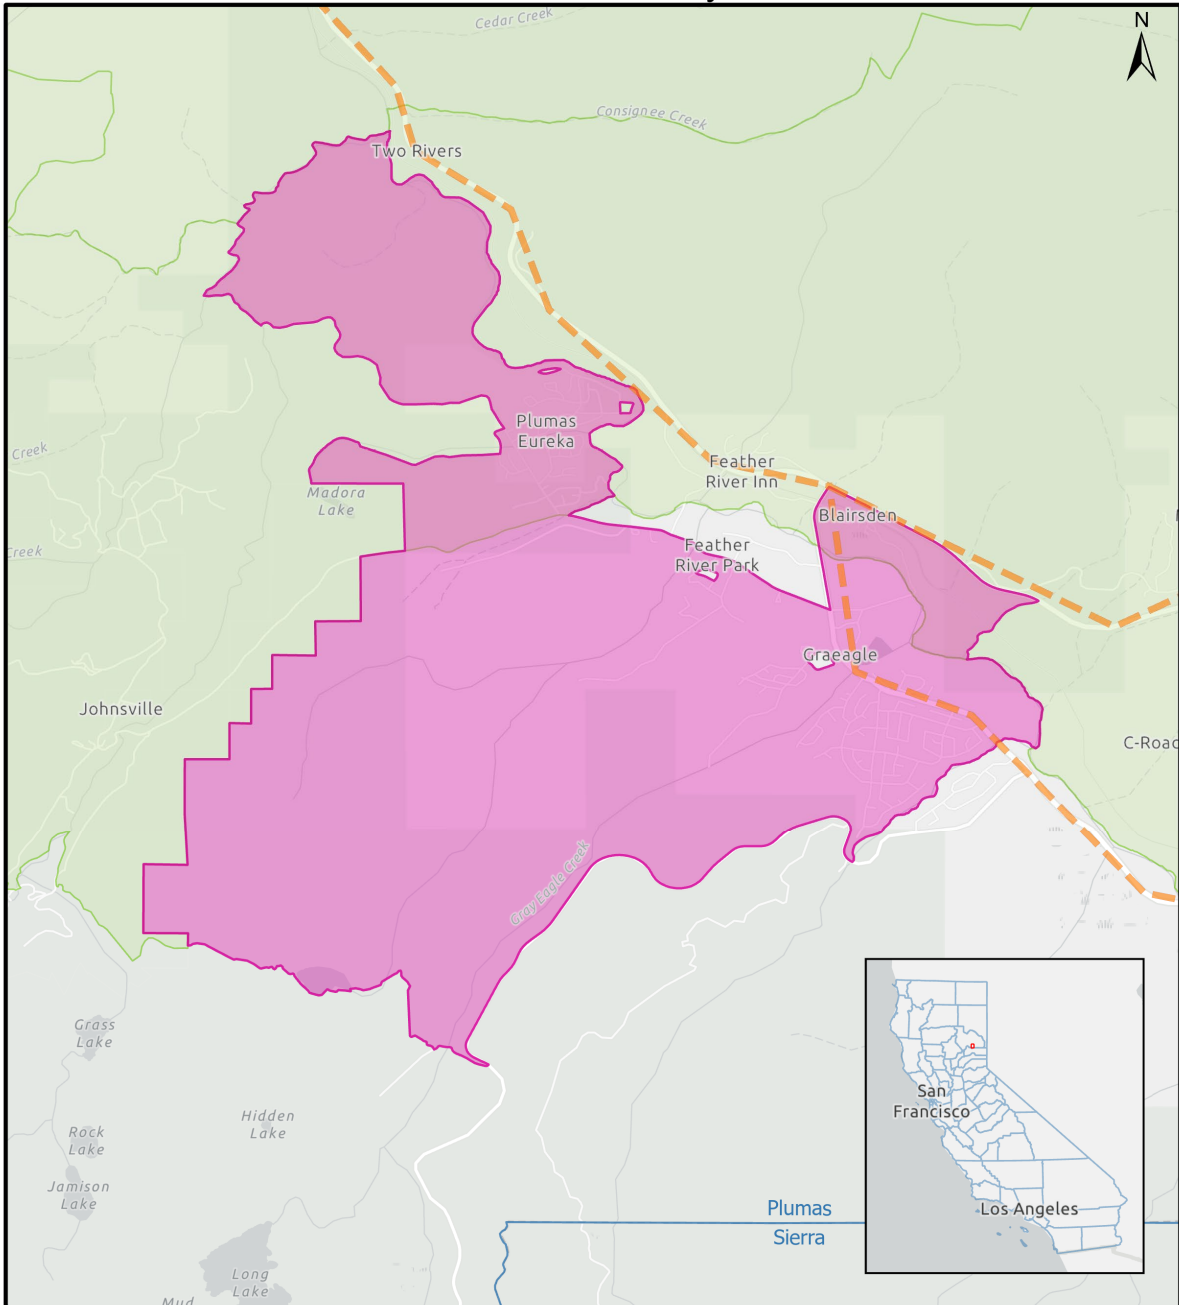 N
Cedar Creek
Consignee Creek
Two Rivers
Plumas
Eureka
Creek
Feather
River Inn
Madora
Lake
Blairsden
Creek
Feather
River Park
Graeagle
Johnsville
C-Roac
Gray Eagle Creek
Grass
Lake
San
Francisco
Hidden
Lake
Rock
Lake
Jamison
Lake
Plumas
Los Angeles
Sierra
Long
Lake
Mud